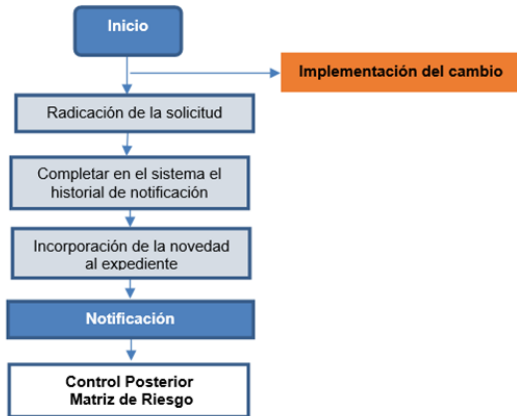 Inicio
Implementación del cambio
Radicación de la solicitud
Completar en el sistema el
historial de notificación
Incorporación de la novedad
al expediente
Notificación
Control Posterior
Matriz de Riesgo